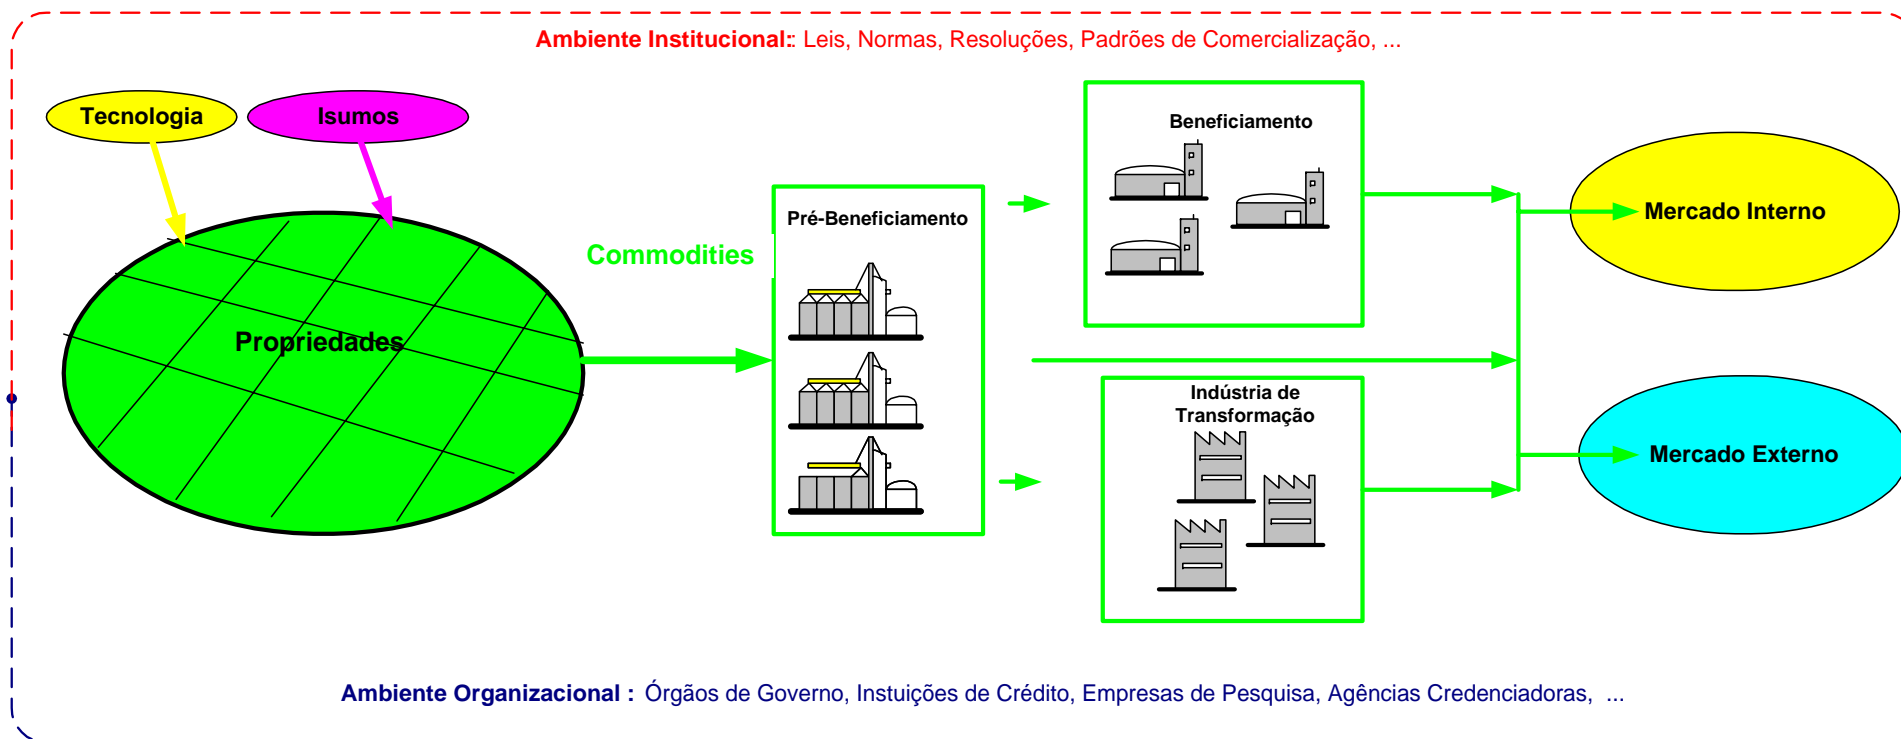 Ambiente Institucional:: Leis, Normas, Resoluções, Padrões de Comercialização, ...
Tecnologia
Isumos
Beneficiamento
Pré-Beneficiamento
Mercado Interno
Commodities
Propriedades
Indústria de
Transformação
Mercado Externo
Ambiente Organizacional : Órgãos de Governo, Instuições de Crédito, Empresas de Pesquisa, Agências Credenciadoras, ...